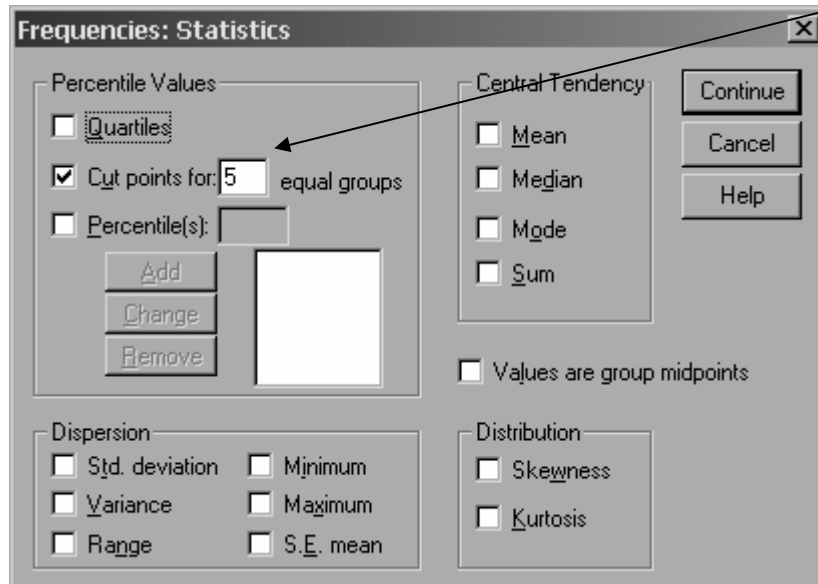 Frequencies: Statistics
Percentile Values
Quartiles
Cut points for: 5 equal groups
Percentile(s):
Add
Change
Remove
Central Tendency
Mean
Median
Mode
Sum
Continue
Cancel
Help
Values are group midpoints
Dispersion
Std. deviation Minimum
Variance Maximum
Range S.E. mean
Distribution
Skewness
Kurtosis